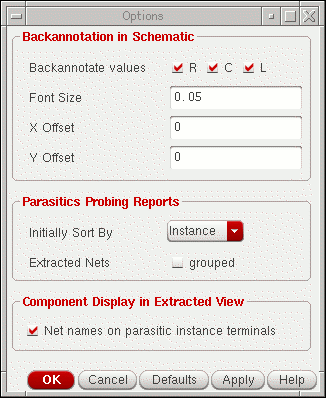 Options
Backannotation in Schematic
Backannotate values R C L
Font Size 0.05
X Offset 0
Y Offset 0
Parasitics Probing Reports
Initially Sort By Instance
Extracted Nets grouped
Component Display in Extracted View
Net names on parasitic instance terminals
OK Cancel Defaults Apply Help